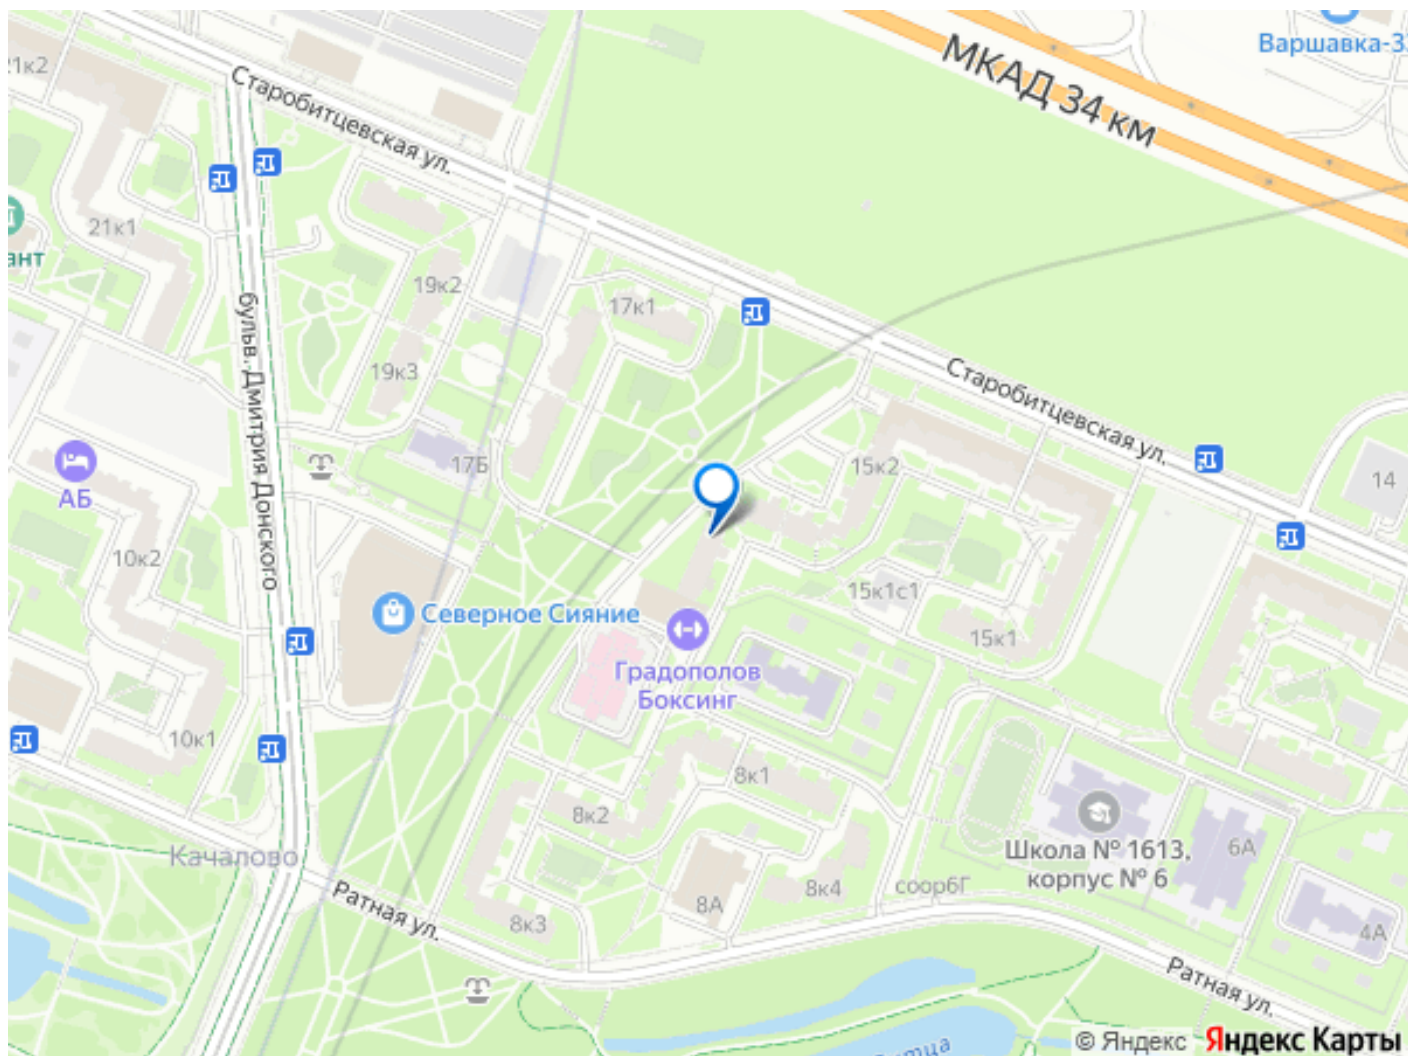 МКАД 34 км
Варшавка-3
21к2
Старобитцевская ул.
21к1
ант
19к2
17к1
бульв. Дмитрия Донского
19к3
Старобитцевская ул.
17Б
15к2
14
АБ
10к2
15к1с1
Северное Сияние
15к1
Градополов
Боксинг
10к1
8к1
8к2
Качалово
Школа № 1613,
корпус № 6
6А
Ратная ул.
8к4
соор6Г
8А
8к3
4А
Ратная ул.
© Яндекс Яндекс Карты